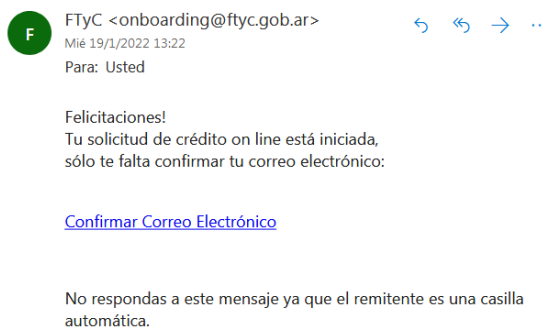 F
FTyC <onboarding@ftyc.gob.ar>
Mié 19/1/2022 13:22
Para: Usted
Felicitaciones!
Tu solicitud de crédito on line está iniciada,
sólo te falta confirmar tu correo electrónico:
Confirmar Correo Electrónico
No respondas a este mensaje ya que el remitente es una casilla
automática.